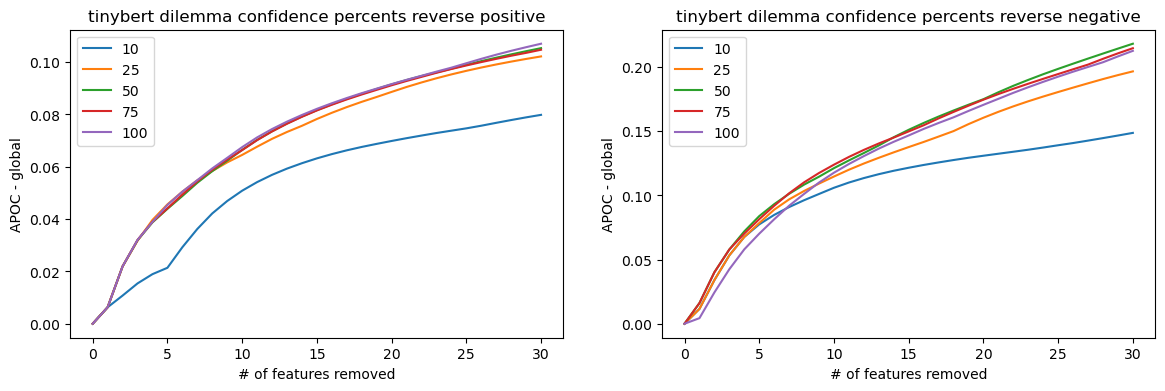 tinybert dilemma confidence percents reverse positive
10
25
50
75
100
APOC - global
0.10
0.08
0.06
0.04
0.02
0.00
0 5 10 15 20 25 30
# of features removed
tinybert dilemma confidence percents reverse negative
10
25
50
75
100
APOC - global
0.20
0.15
0.10
0.05
0.00
0 5 10 15 20 25 30
# of features removed